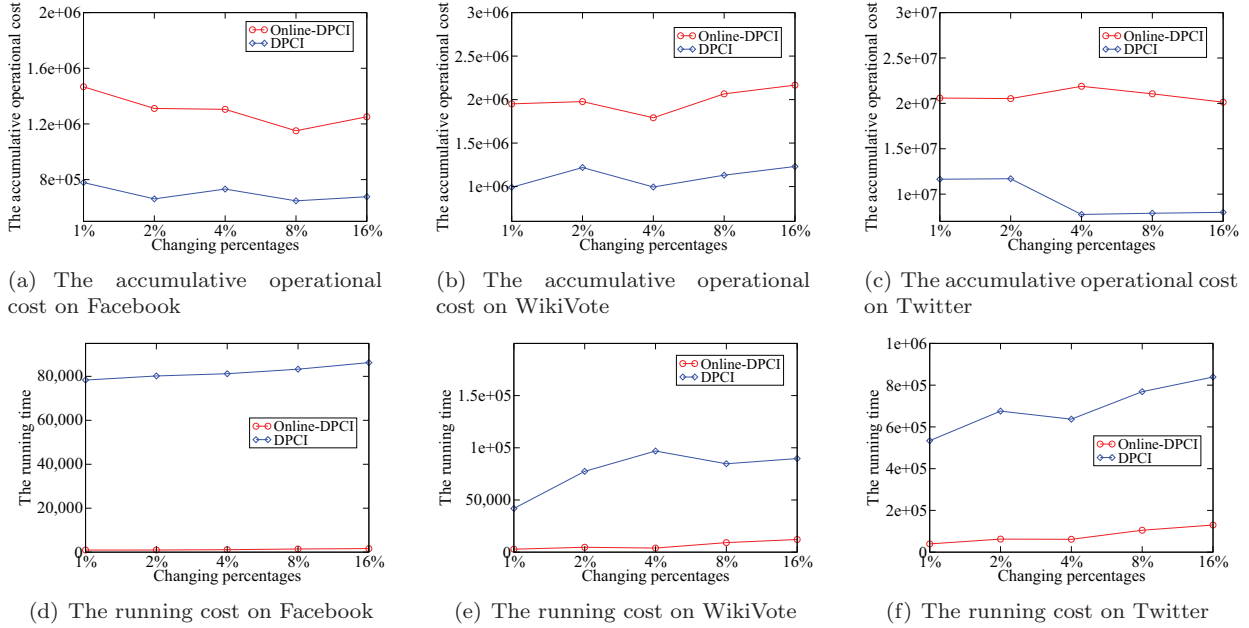 The accumulative operational cost
2e+06
1.6e+06
1.2e+06
8e+05
1% 2% 4% 8% 16%
Changing percentages
Online-DPCI
DPCI
(a) The accumulative operational
cost on Facebook
The accumulative operational cost
3e+06
2.5e+06
2e+06
1.5e+06
1e+06
1% 2% 4% 8% 16%
Changing percentages
Online-DPCI
DPCI
(b) The accumulative operational
cost on WikiVote
The accumulative operational cost
3e+07
2.5e+07
2e+07
1.5e+07
1e+07
1% 2% 4% 8% 16%
Changing percentages
Online-DPCI
DPCI
(c) The accumulative operational cost
on Twitter
The running time
80,000
60,000
40,000
20,000
0
1% 2% 4% 8% 16%
Changing percentages
Online-DPCI
DPCI
(d) The running cost on Facebook
The running time
1.5e+05
1e+05
50,000
0
1% 2% 4% 8% 16%
Changing percentages
Online-DPCI
DPCI
(e) The running cost on WikiVote
The running time
1e+06
8e+05
6e+05
4e+05
2e+05
0
1% 2% 4% 8% 16%
Changing percentages
Online-DPCI
DPCI
(f) The running cost on Twitter